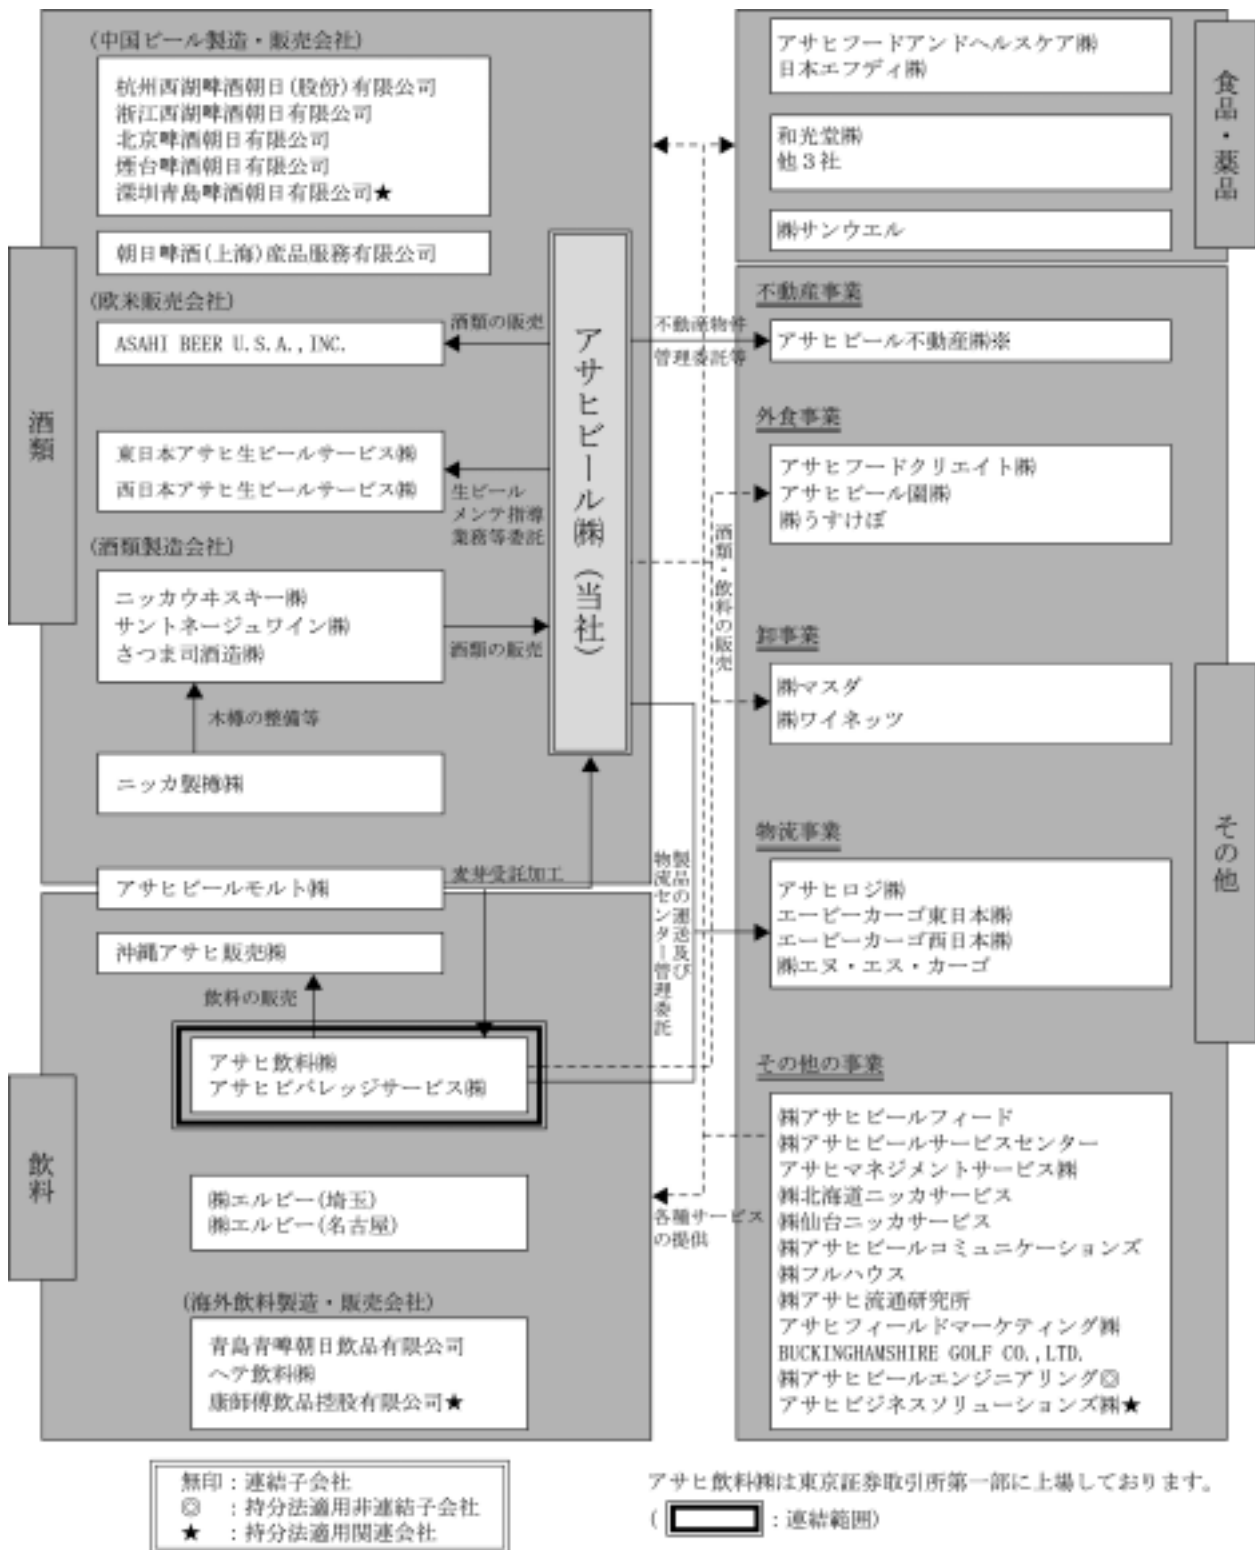 (中国ビール製造・販売会社)
杭州西湖啤酒朝日(股份)有限公司
浙江西湖啤酒朝日有限公司
北京啤酒朝日有限公司
煙台啤酒朝日有限公司
深圳青島啤酒朝日有限公司★
朝日啤酒(上海)産品服務有限公司
(欧米販売会社)
ASAHI BEER U.S.A.,INC.
酒類の販売
東日本アサヒ生ビールサービス㈱
西日本アサヒ生ビールサービス㈱
生ビール
メンテ指導
業務等委託
(酒類製造会社)
ニッカウヰスキー㈱
サントネージュワイン㈱
さつま司酒造㈱
酒類の販売
木樽の整備等
ニッカ製樽㈱
アサヒビールモルト㈱
麦芽受託加工
酒類
アサヒビール㈱(当社)
沖縄アサヒ販売㈱
飲料の販売
アサヒ飲料㈱
アサヒビバレッジサービス㈱
㈱エルビー(埼玉)
㈱エルビー(名古屋)
(海外飲料製造・販売会社)
青島青啤朝日飲品有限公司
ヘテ飲料㈱
康師傅飲品控股有限公司★
飲料
不動産物件
管理委託等
酒類・飲料の販売
製品の運送及び
物流センター管理委託
各種サービス
の提供
アサヒフードアンドヘルスケア㈱
日本エフディ㈱
和光堂㈱
他3社
㈱サンウエル
食品・薬品
不動産事業
アサヒビール不動産㈱※
外食事業
アサヒフードクリエイト㈱
アサヒビール園㈱
㈱うすけぼ
卸事業
㈱マスダ
㈱ワイネッツ
物流事業
アサヒロジ㈱
エービーカーゴ東日本㈱
エービーカーゴ西日本㈱
㈱エヌ・エス・カーゴ
その他の事業
㈱アサヒビールフィード
㈱アサヒビールサービスセンター
アサヒマネジメントサービス㈱
㈱北海道ニッカサービス
㈱仙台ニッカサービス
㈱アサヒビールコミュニケーションズ
㈱フルハウス
㈱アサヒ流通研究所
アサヒフィールドマーケティング㈱
BUCKINGHAMSHIRE GOLF CO.,LTD.
㈱アサヒビールエンジニアリング◎
アサヒビジネスソリューションズ㈱★
その他
無印：連結子会社
◎：持分法適用非連結子会社
★：持分法適用関連会社
アサヒ飲料㈱は東京証券取引所第一部に上場しております。
(：連結範囲)